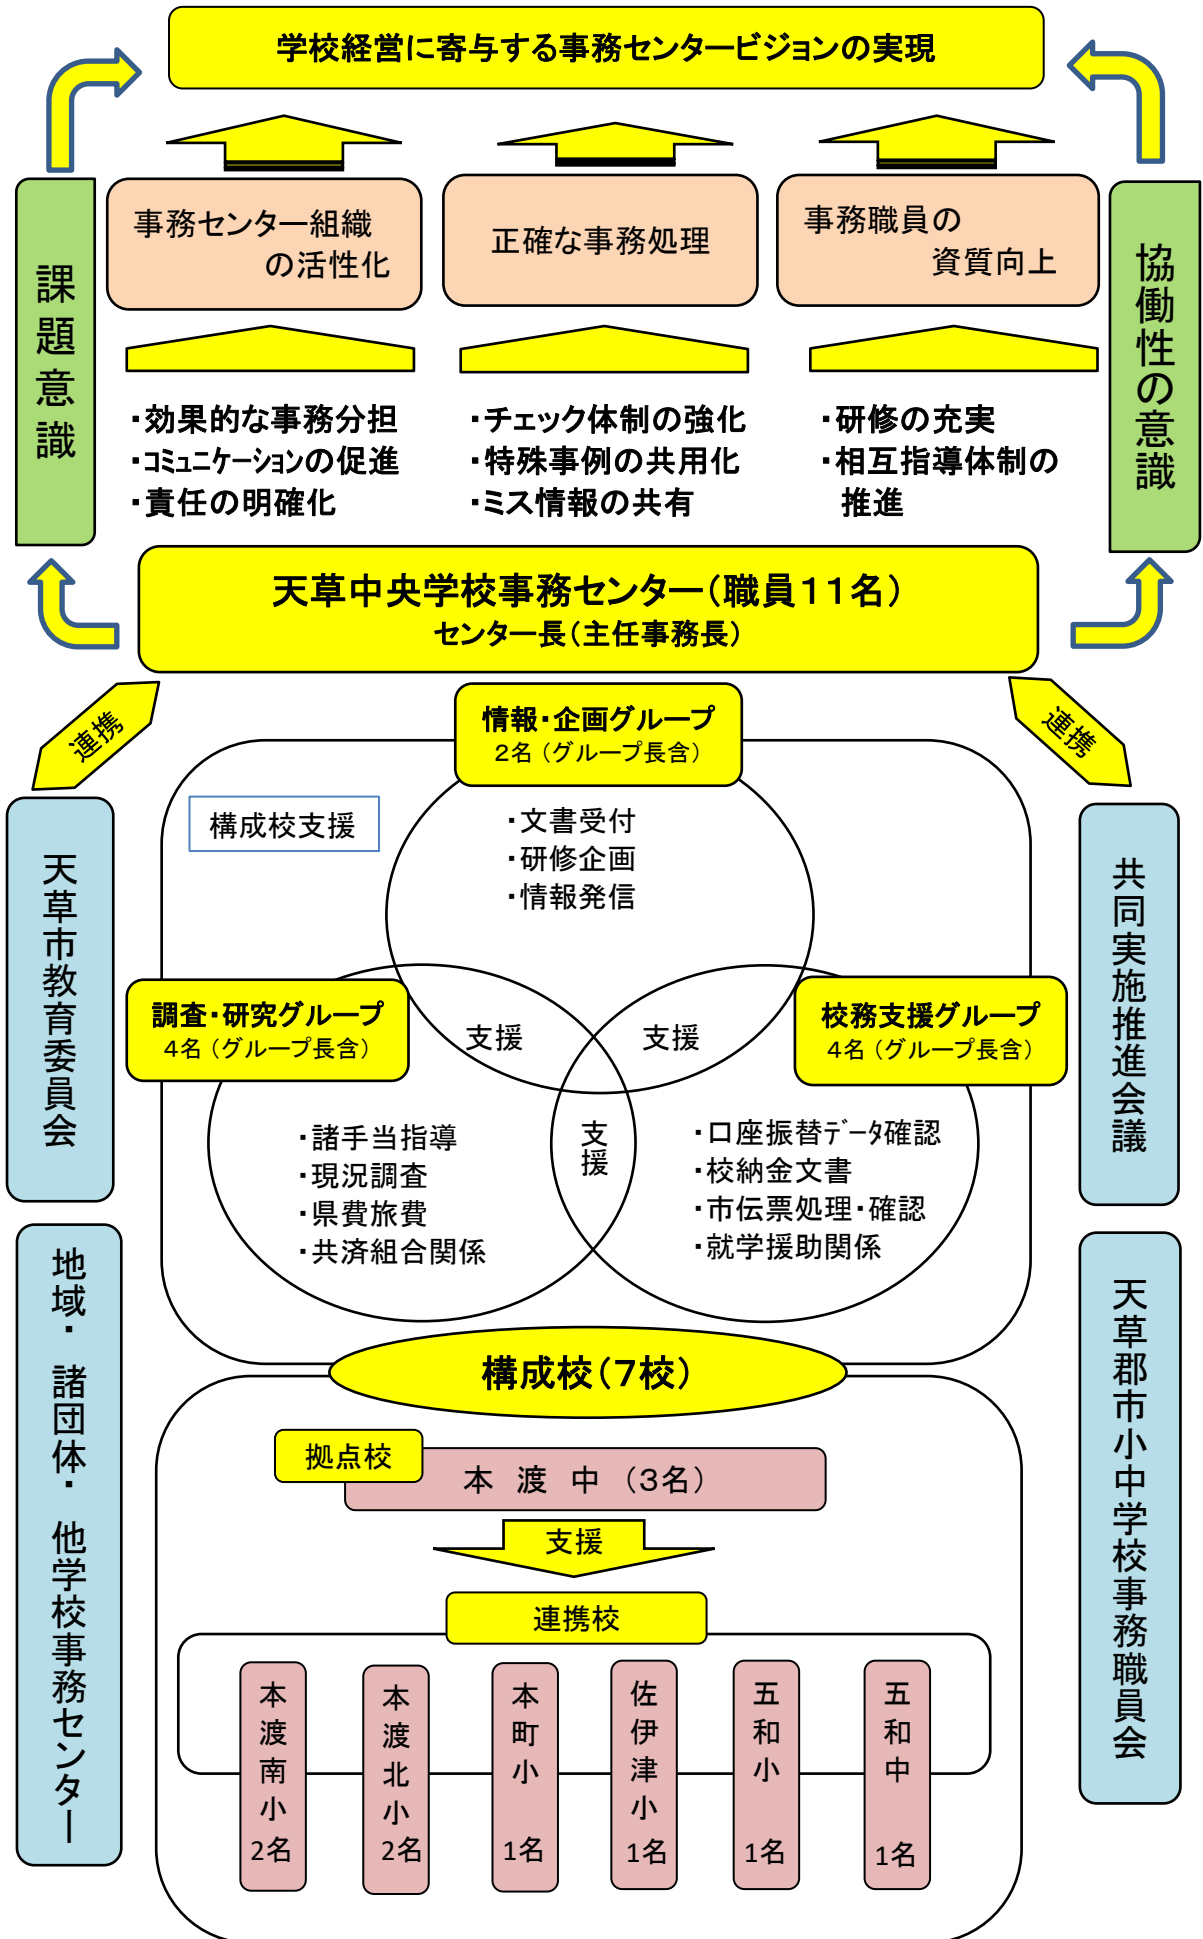 学校経営に寄与する事務センタービジョンの実現
課題意識
協働性の意識
事務センター組織
の活性化
正確な事務処理
事務職員の
資質向上
・効果的な事務分担
・コミュニケーションの促進
・責任の明確化
・チェック体制の強化
・特殊事例の共用化
・ミス情報の共有
・研修の充実
・相互指導体制の
推進
天草中央学校事務センター（職員１１名）
センター長（主任事務長）
連携
連携
情報・企画グループ
２名（グループ長含）
構成校支援
・文書受付
・研修企画
・情報発信
天草市教育委員会
共同実施推進会議
調査・研究グループ
４名（グループ長含）
支援
支援
校務支援グループ
４名（グループ長含）
・諸手当指導
・現況調査
・県費旅費
・共済組合関係
支援
・口座振替データ確認
・校納金文書
・市伝票処理・確認
・就学援助関係
地域・諸団体・他学校事務センター
天草郡市小中学校事務職員会
構成校（７校）
拠点校
本 渡 中 （３名）
支援
連携校
本渡南小 2名
本渡北小 2名
本町小 1名
佐伊津小 1名
五和小 1名
五和中 1名